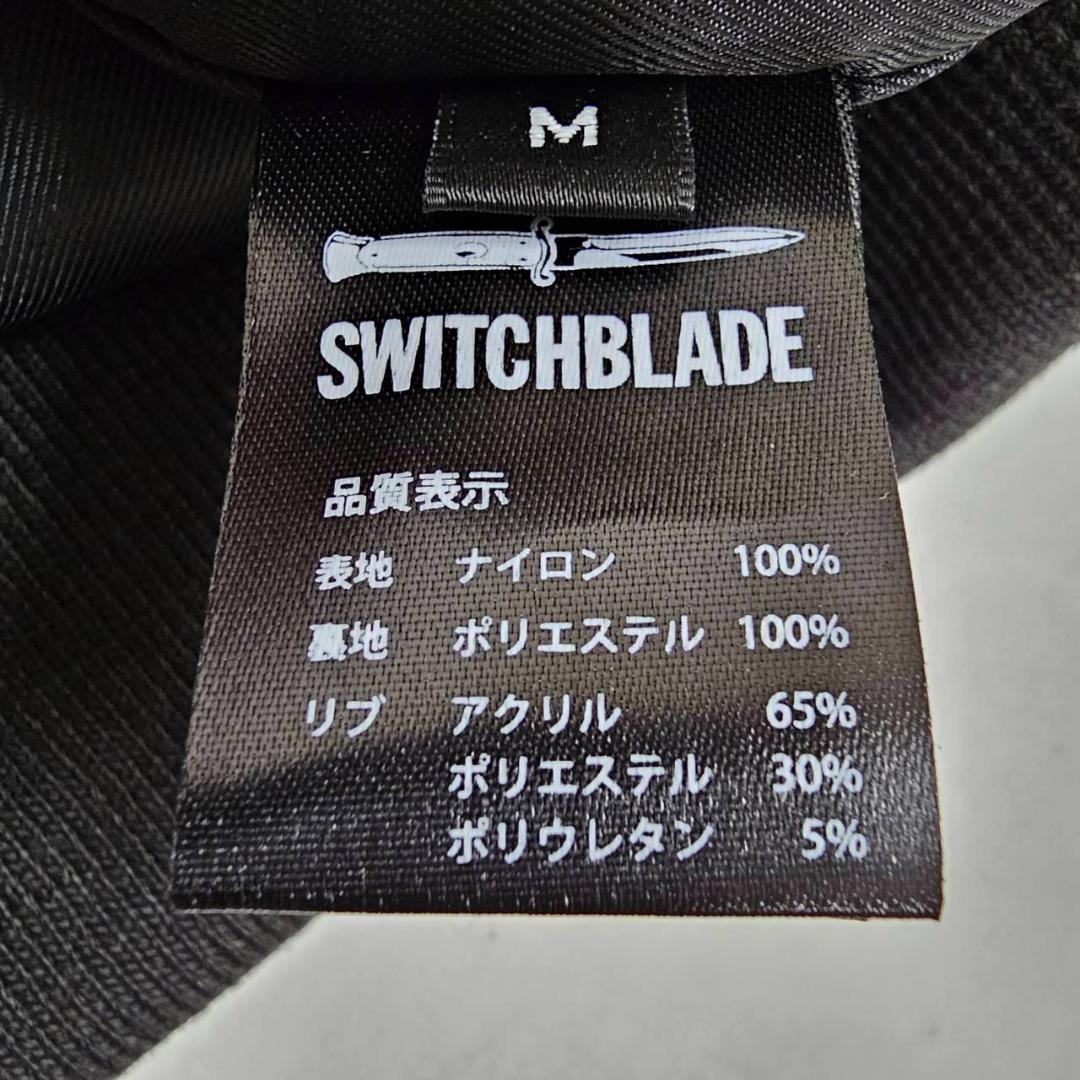 M
SWITCHBLADE
品質表示
表地 ナイロン 100%
裏地 ポリエステル 100%
リブ アクリル 65%
ポリエステル 30%
ポリウレタン 5%